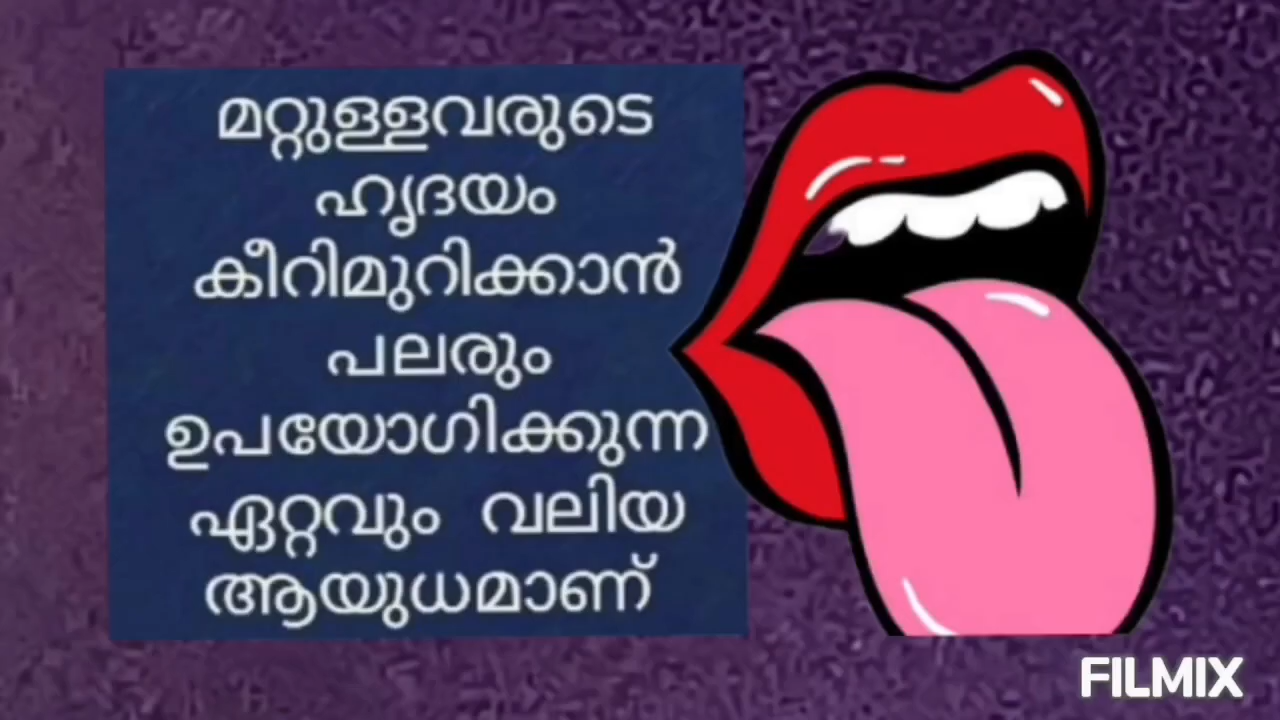 മറ്റുള്ളവരുടെ
ഹൃദയം
കീറിമുറിക്കാൻ
പലരും
ഉപയോഗിക്കുന്ന
ഏറ്റവും വലിയ
ആയുധമാണ്
FILMIX